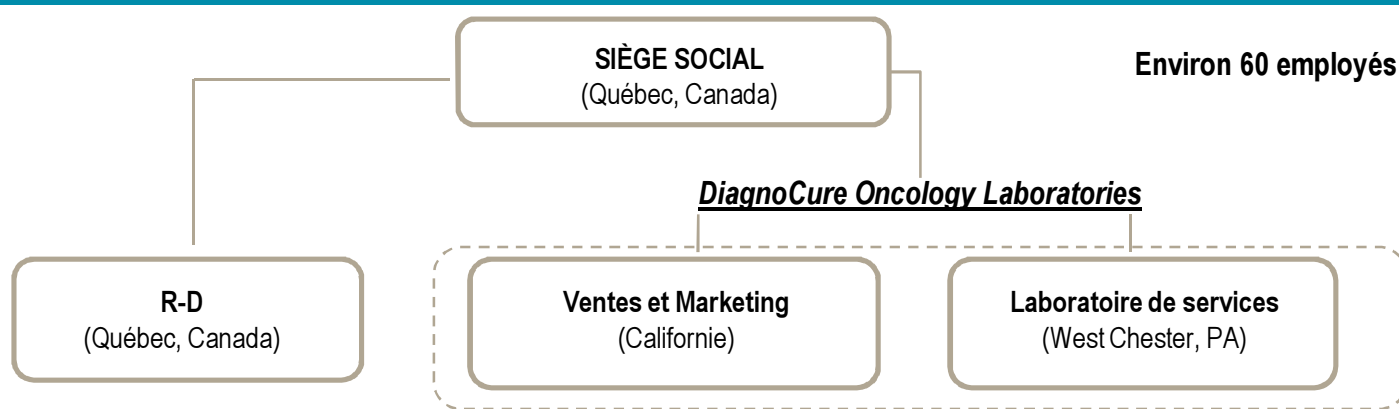 SIÈGE SOCIAL
(Québec, Canada)
Environ 60 employés
DiagnoCure Oncology Laboratories
R-D
(Québec, Canada)
Ventes et Marketing
(Californie)
Laboratoire de services
(West Chester, PA)